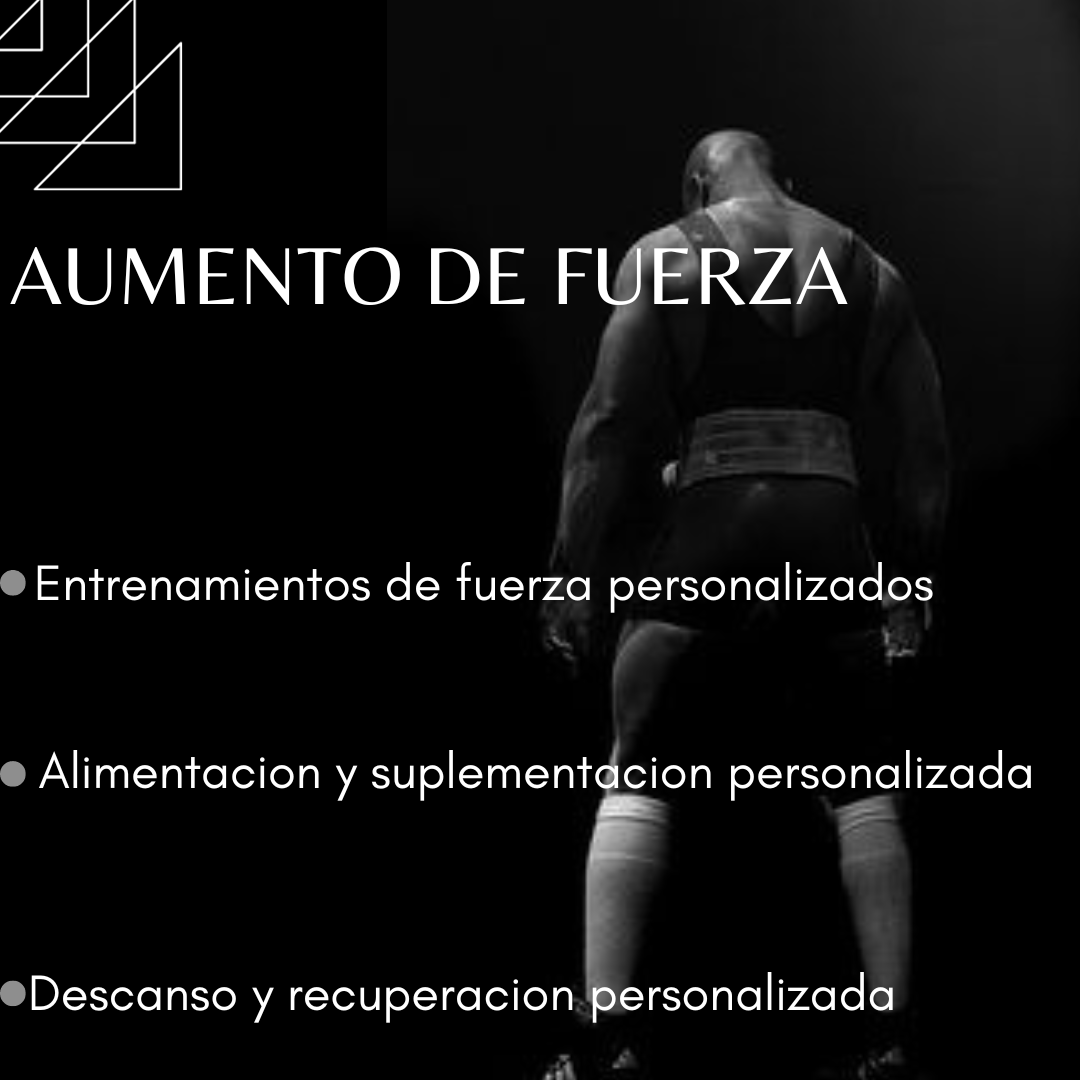 AUMENTO DE FUERZA
Entrenamientos de fuerza personalizados
Alimentacion y suplementacion personalizada
Descanso y recuperacion personalizada